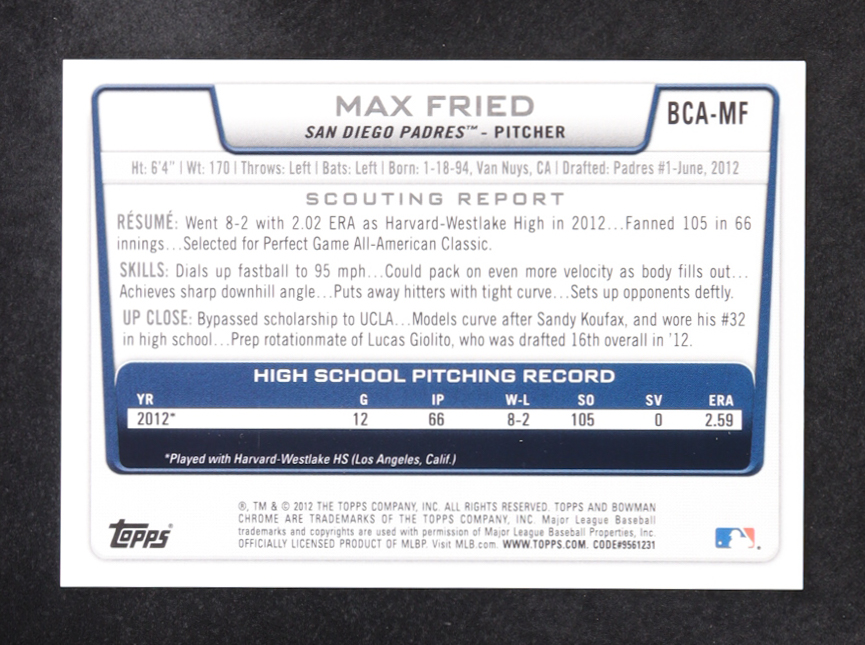 MAX FRIED
SAN DIEGO PADRES™ - PITCHER
BCA-MF
Ht: 6'4" | Wt: 170 | Throws: Left | Bats: Left | Born: 1-18-94, Van Nuys, CA | Drafted: Padres #1-June, 2012
SCOUTING REPORT
RÉSUMÉ: Went 8-2 with 2.02 ERA as Harvard-Westlake High in 2012...Fanned 105 in 66
innings...Selected for Perfect Game All-American Classic.
SKILLS: Dials up fastball to 95 mph...Could pack on even more velocity as body fills out...
Achieves sharp downhill angle...Puts away hitters with tight curve...Sets up opponents deftly.
UP CLOSE: Bypassed scholarship to UCLA...Models curve after Sandy Koufax, and wore his #32
in high school...Prep rotationmate of Lucas Giolito, who was drafted 16th overall in '12.
HIGH SCHOOL PITCHING RECORD
YR G IP W-L SO SV ERA
2012* 12 66 8-2 105 0 2.59
*Played with Harvard-Westlake HS (Los Angeles, Calif.)
®, TM & © 2012 THE TOPPS COMPANY, INC. ALL RIGHTS RESERVED. TOPPS AND BOWMAN
CHROME ARE TRADEMARKS OF THE TOPPS COMPANY, INC. Major League Baseball
trademarks and copyrights are used with permission of Major League Baseball Properties, Inc.
OFFICIALLY LICENSED PRODUCT OF MLBP. Visit MLB.com. WWW.TOPPS.COM. CODE#9561231
TOPPS®